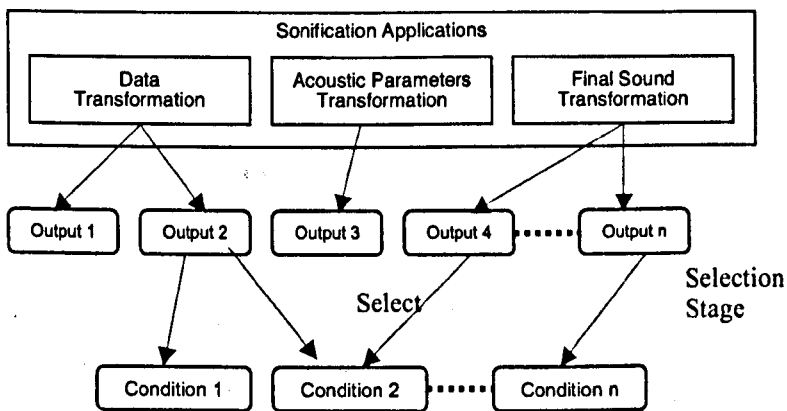 Sonification Applications
Data
Transformation
Acoustic Parameters
Transformation
Final Sound
Transformation
Output 1
Output 2
Output 3
Output 4
Output n
Select
Selection
Stage
Condition 1
Condition 2
Condition n